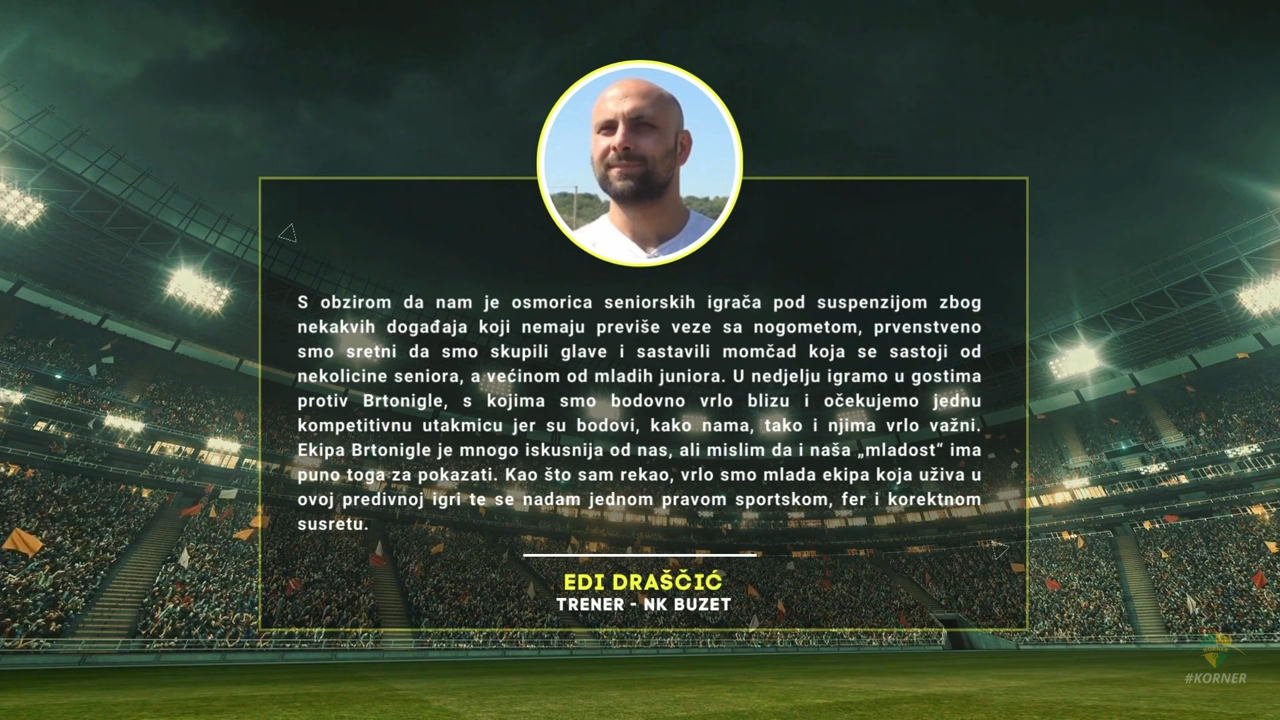 S obzirom da nam je osmorica seniorskih igrača pod suspenzijom zbog
nekakvih događaja koji nemaju previše veze sa nogometom, prvenstveno
smo sretni da smo skupili glave i sastavili momčad koja se sastoji od
nekolicine seniora, a većinom od mladih juniora. U nedjelju igramo u gostima
protiv Brtonigle, s kojima smo bodovno vrlo blizu i očekujemo jednu
kompetitivnu utakmicu jer su bodovi, kako nama, tako i njima vrlo važni.
Ekipa Brtonigle je mnogo iskusnija od nas, ali mislim da i naša „mladost“ ima
puno toga za pokazati. Kao što sam rekao, vrlo smo mlada ekipa koja uživa u
ovoj predivnoj igri te se nadam jednom pravom sportskom, fer i korektnom
susretu.
EDI DRAŠČIĆ
TRENER - NK BUZET
KORNER
#KORNER